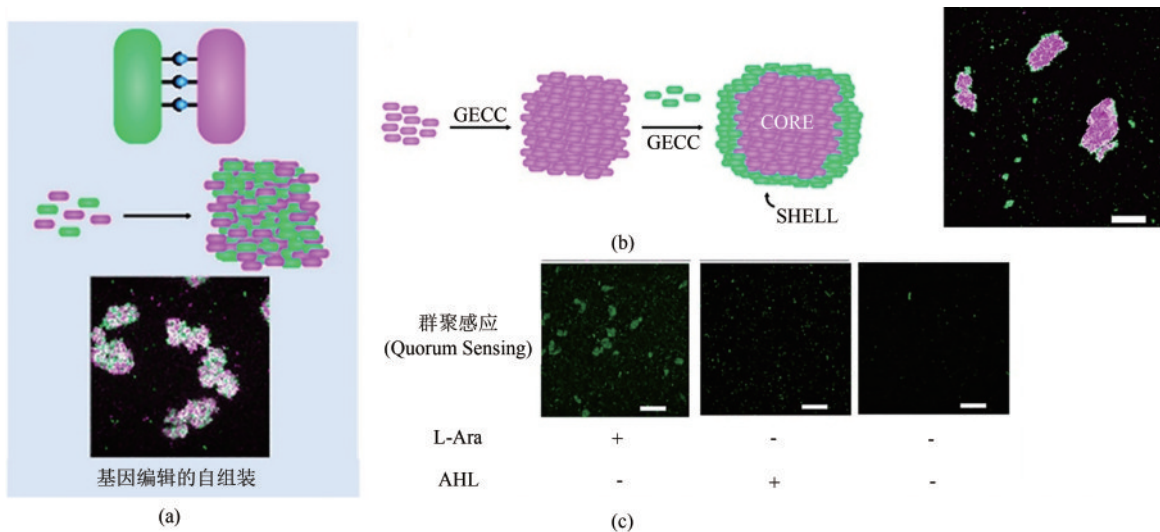 基因编辑的自组装
(a)
GECC
GECC
CORE
SHELL
(b)
群聚感应
(Quorum Sensing)
L-Ara + - -
AHL - + -
(c)